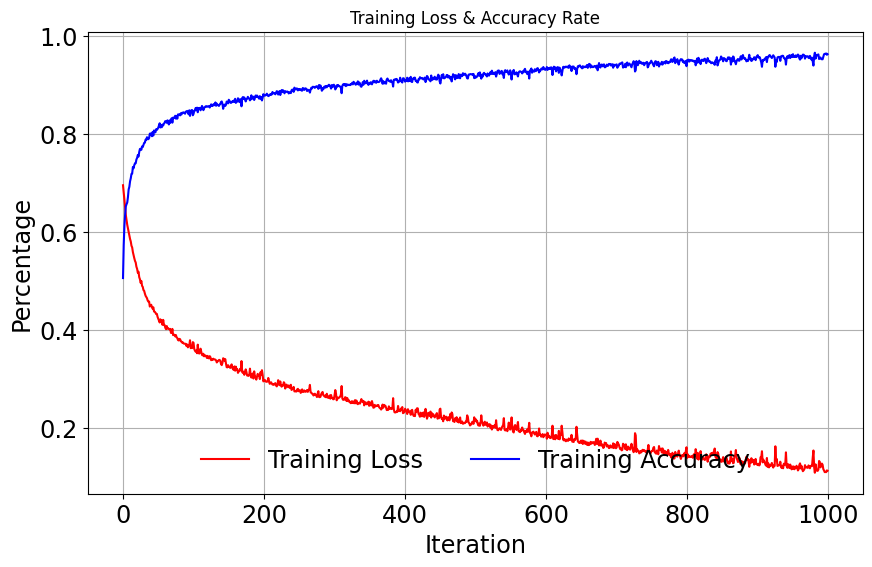 Training Loss & Accuracy Rate
1.0
0.8
0.6
0.4
0.2
Percentage
Training Loss Training Accuracy
0 200 400 600 800 1000
Iteration